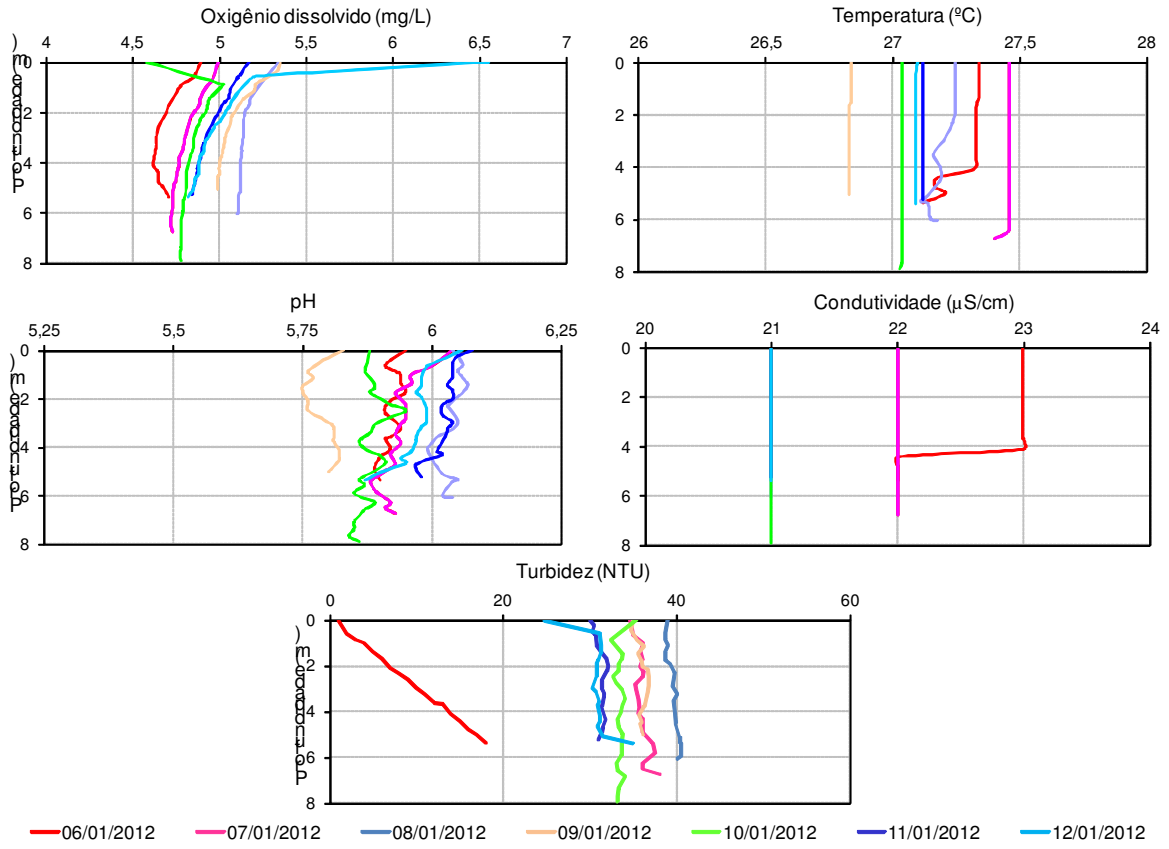 Oxigênio dissolvido (mg/L)
4 4,5 5 5,5 6 6,5 7
0
2
4
6
8
Profundidade (m)
Temperatura (ºC)
26 26,5 27 27,5 28
0
2
4
6
8
pH
5,25 5,5 5,75 6 6,25
0
2
4
6
8
Profundidade (m)
Condutividade (µS/cm)
20 21 22 23 24
0
2
4
6
8
Turbidez (NTU)
0 20 40 60
0
2
4
6
8
Profundidade (m)
06/01/2012 07/01/2012 08/01/2012 09/01/2012 10/01/2012 11/01/2012 12/01/2012